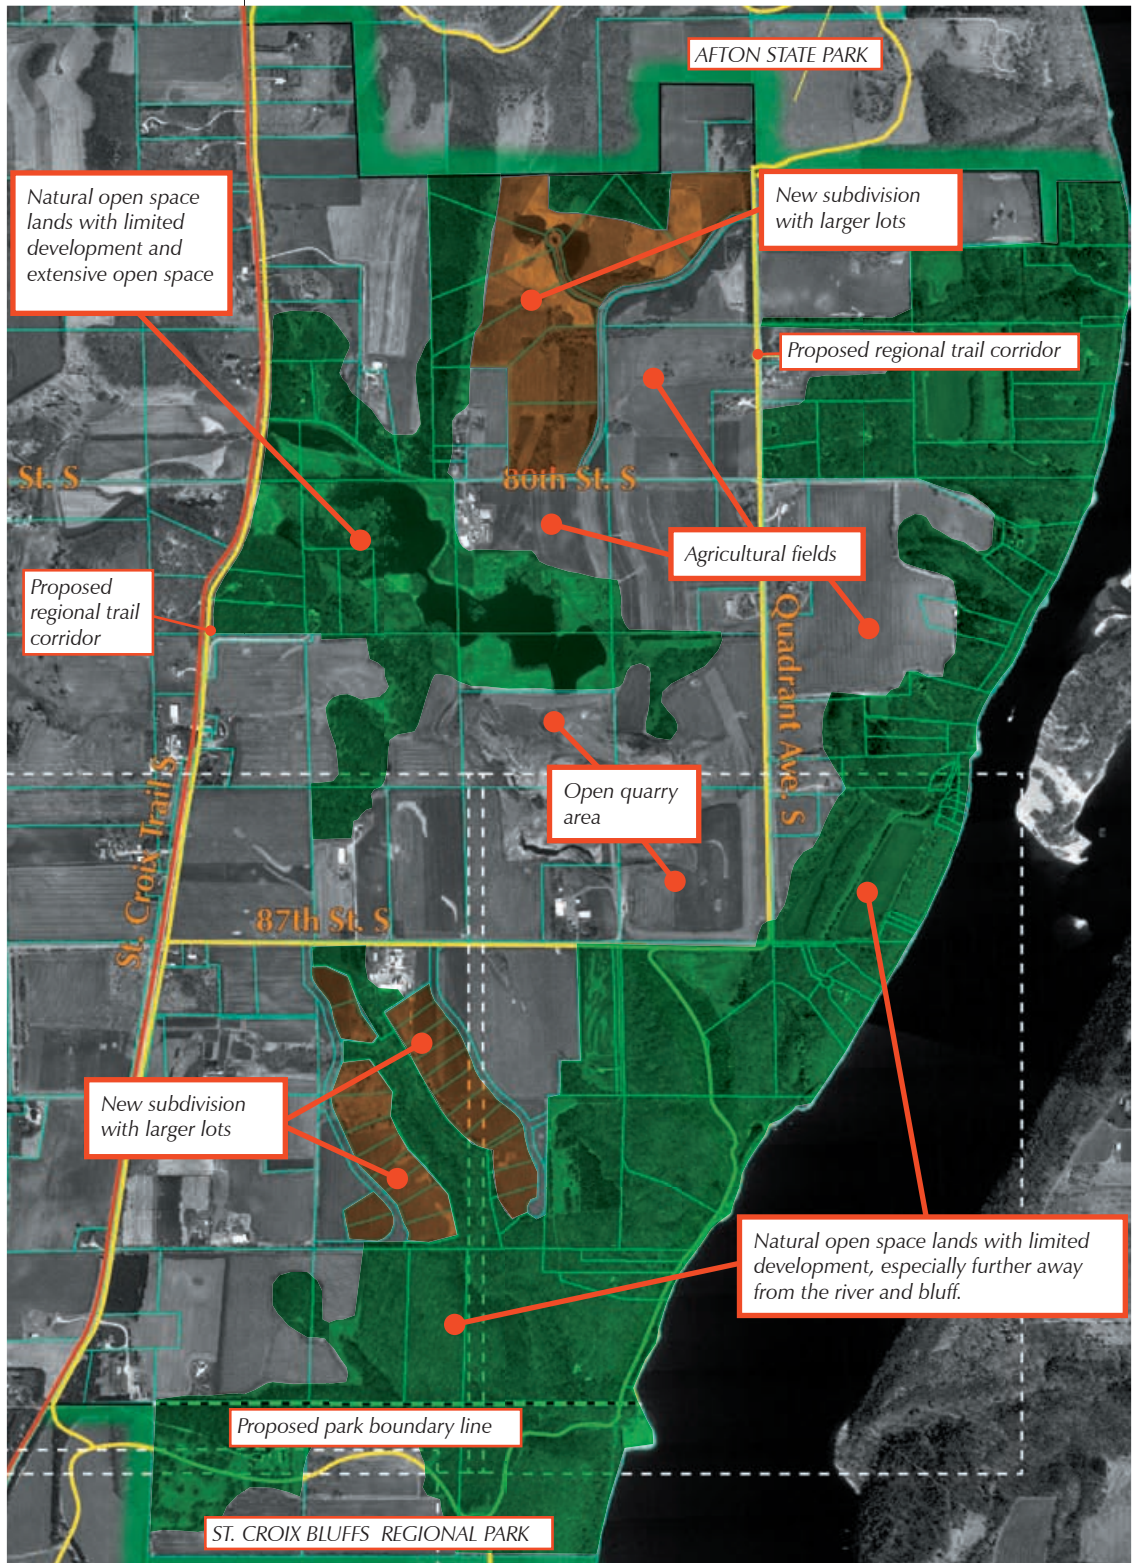 AFTON STATE PARK
Natural open space
lands with limited
development and
extensive open space
New subdivision
with larger lots
Proposed regional trail corridor
St. S
80th St. S
Agricultural fields
Proposed
regional trail
corridor
Quadrant Ave. S
St. Croix Trail S
Open quarry
area
87th St. S
New subdivision
with larger lots
Natural open space lands with limited
development, especially further away
from the river and bluff.
Proposed park boundary line
ST. CROIX BLUFFS REGIONAL PARK